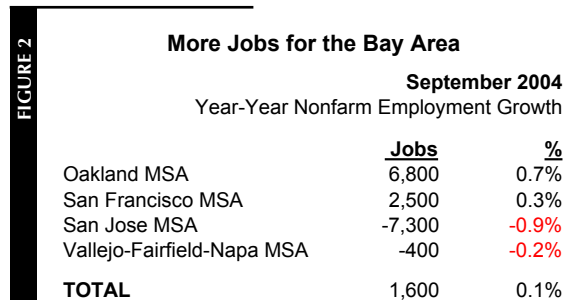 FIGURE 2
More Jobs for the Bay Area
September 2004
Year-Year Nonfarm Employment Growth
Jobs %
Oakland MSA 6,800 0.7%
San Francisco MSA 2,500 0.3%
San Jose MSA -7,300 -0.9%
Vallejo-Fairfield-Napa MSA -400 -0.2%
TOTAL 1,600 0.1%